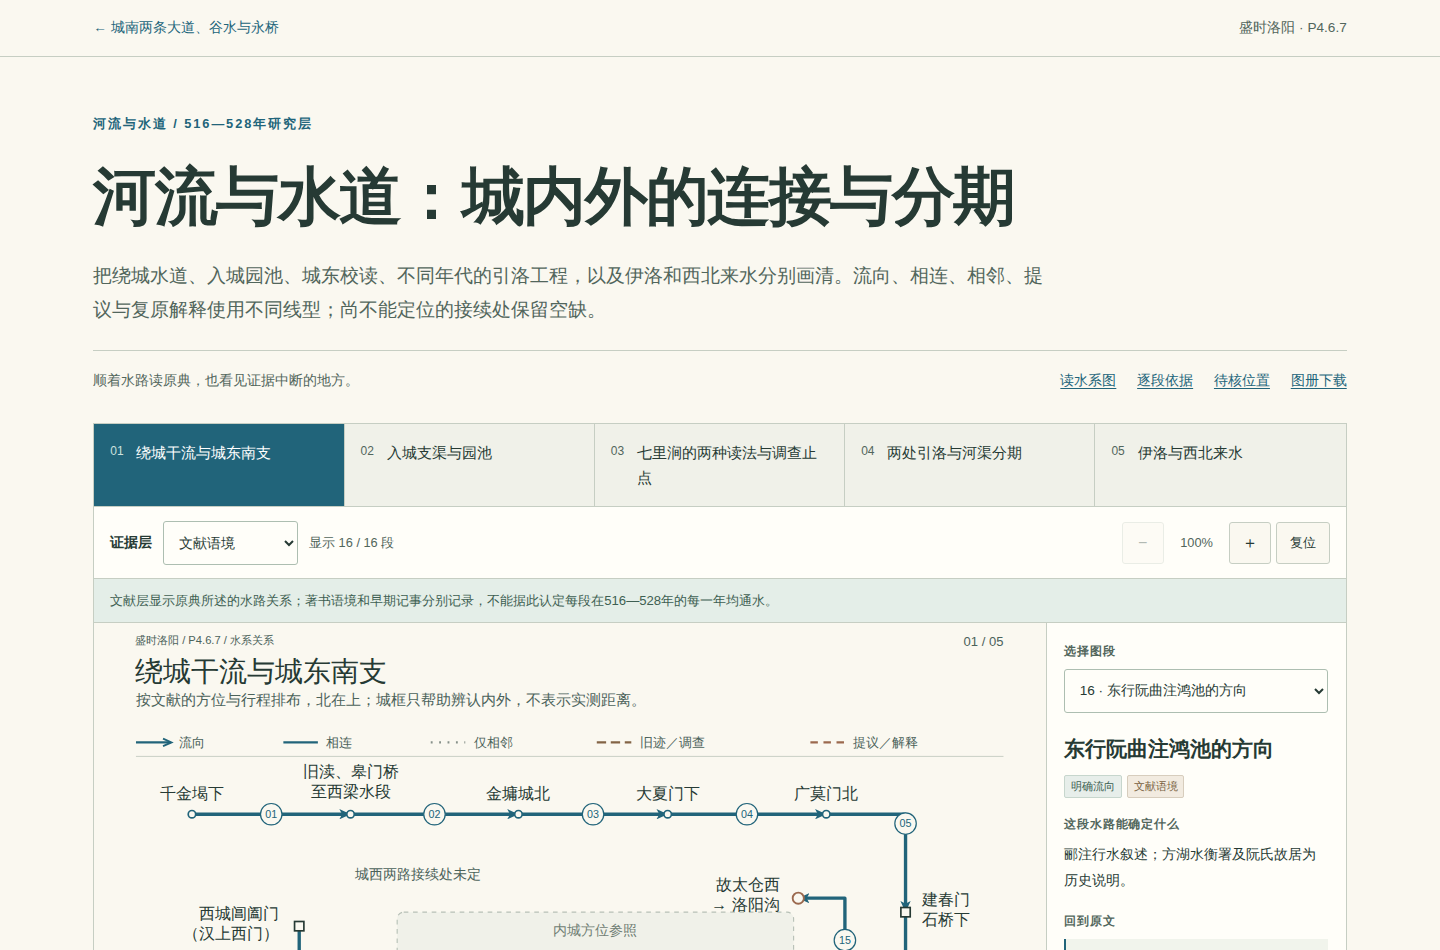 ← 城南两条大道、谷水与永桥
盛时洛阳 · P4.6.7
河流与水道 / 516—528年研究层
河流与水道：城内外的连接与分期
把绕城水道、入城园池、城东校读、不同年代的引洛工程，以及伊洛和西北来水分别画清。流向、相连、相邻、提
议与复原解释使用不同线型；尚不能定位的接续处保留空缺。
顺着水路读原典，也看见证据中断的地方。
读水系图 逐段依据 待核位置 图册下载
01 绕城干流与城东南支
02 入城支渠与园池
03 七里涧的两种读法与调查止
点
04 两处引洛与河渠分期
05 伊洛与西北来水
证据层 文献语境 显示 16 / 16 段
− 100% + 复位
文献层显示原典所述的水路关系；著书语境和早期记事分别记录，不能据此认定每段在516—528年的每一年均通水。
盛时洛阳 / P4.6.7 / 水系关系
01 / 05
绕城干流与城东南支
按文献的方位与行程排布，北在上；城框只帮助辨认内外，不表示实测距离。
流向 相连 仅相邻 旧迹／调查 提议／解释
千金堨下
旧渎、皋门桥
至西梁水段
金墉城北
大夏门下
广莫门北
01 02 03 04 05
城西两路接续处未定
故太仓西
→ 洛阳沟
建春门
石桥下
西城阊阖门
（汉上西门）
内城方位参照
15
选择图段
16 · 东行阮曲注鸿池的方向
东行阮曲注鸿池的方向
明确流向 文献语境
这段水路能确定什么
郦注行水叙述；方湖水衡署及阮氏故居为
历史说明。
回到原文